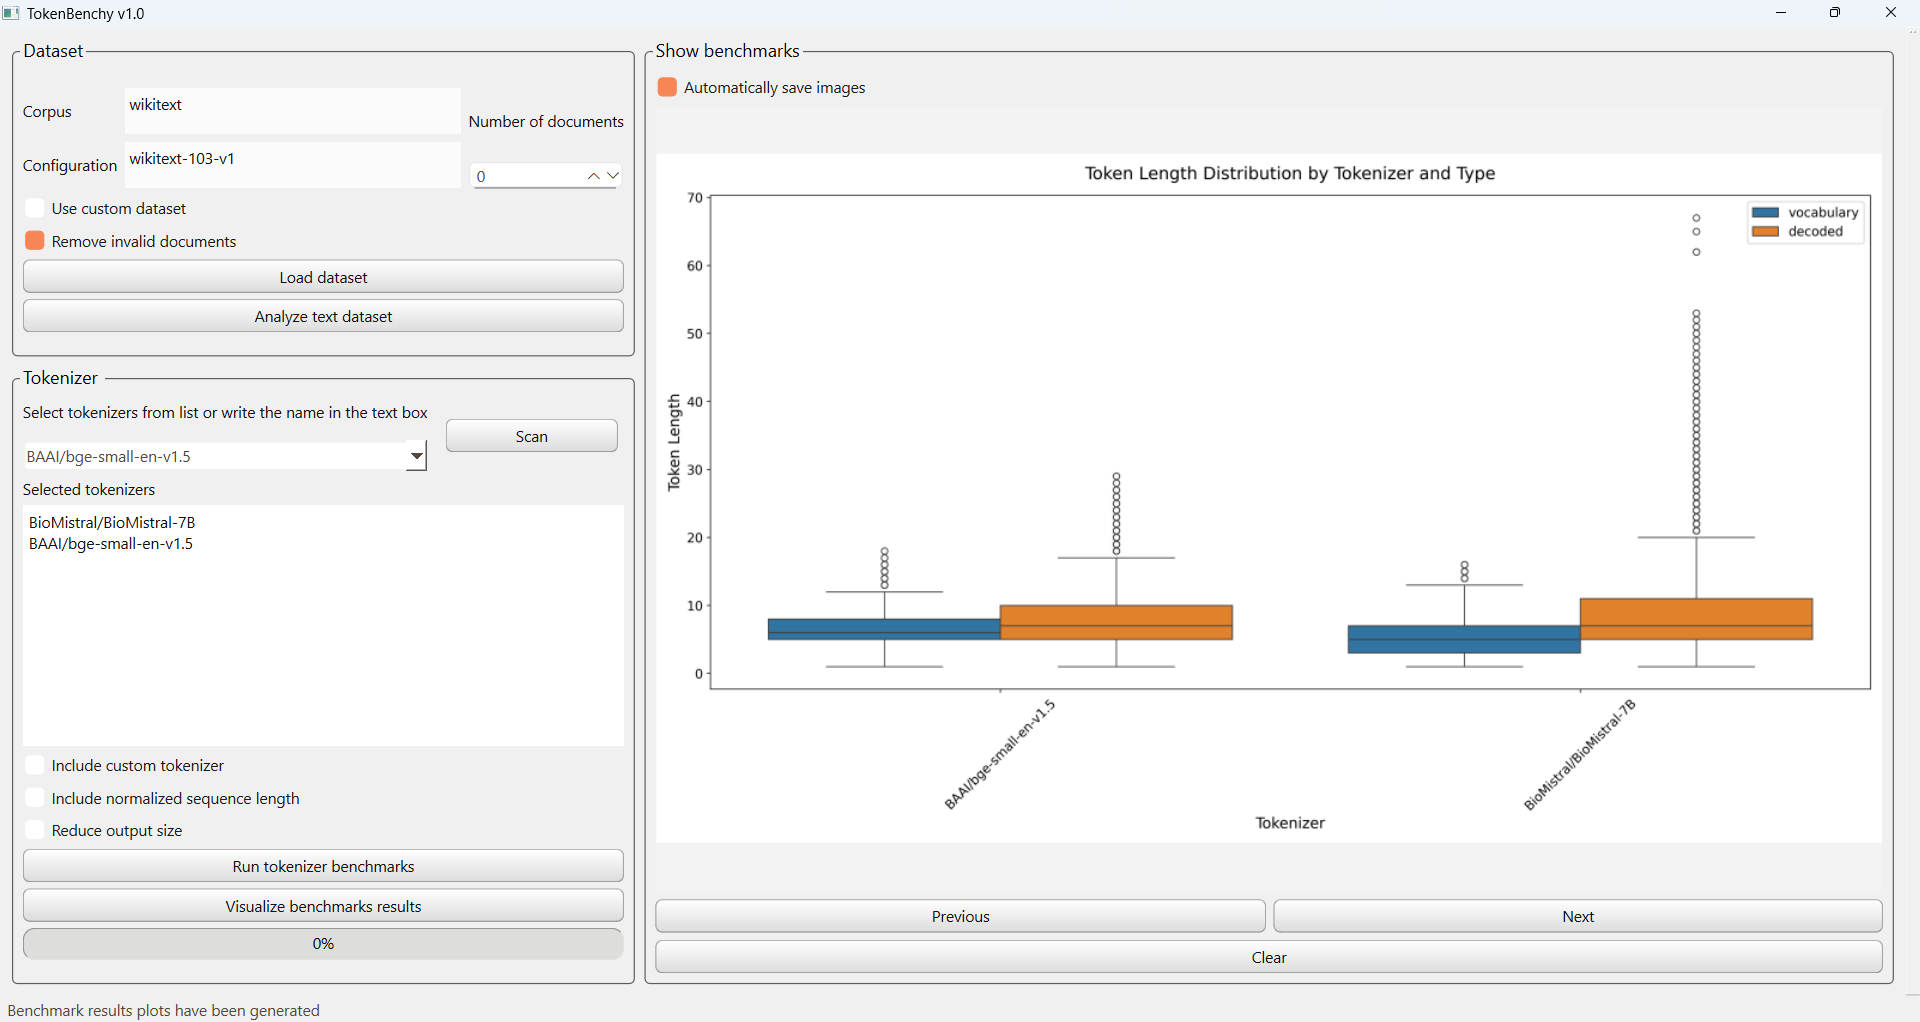 TokenBenchy v1.0
Dataset
Corpus
wikitext
Number of documents
Configuration
wikitext-103-v1
0
Use custom dataset
Remove invalid documents
Load dataset
Analyze text dataset
Tokenizer
Select tokenizers from list or write the name in the text box
Scan
BAAI/bge-small-en-v1.5
Selected tokenizers
BioMistral/BioMistral-7B
BAAI/bge-small-en-v1.5
Include custom tokenizer
Include normalized sequence length
Reduce output size
Run tokenizer benchmarks
Visualize benchmarks results
0%
Benchmark results plots have been generated
Show benchmarks
Automatically save images
Token Length Distribution by Tokenizer and Type
vocabulary
decoded
Token Length
70
60
50
40
30
20
10
0
BAAI/bge-small-en-v1.5
BioMistral/BioMistral-7B
Tokenizer
Previous
Next
Clear